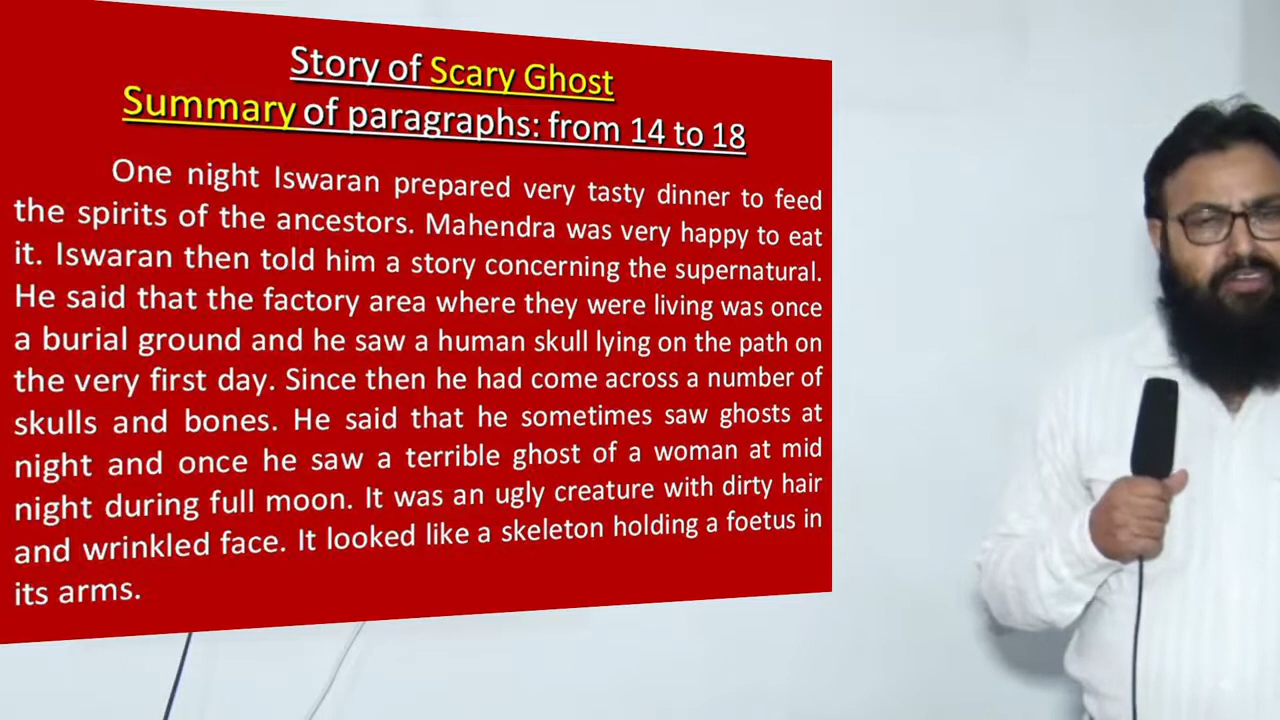 Story of Scary Ghost
Summary of paragraphs: from 14 to 18
One night Iswaran prepared very tasty dinner to feed
the spirits of the ancestors. Mahendra was very happy to eat
it. Iswaran then told him a story concerning the supernatural.
He said that the factory area where they were living was once
a burial ground and he saw a human skull lying on the path on
the very first day. Since then he had come across a number of
skulls and bones. He said that he sometimes saw ghosts at
night and once he saw a terrible ghost of a woman at mid
night during full moon. It was an ugly creature with dirty hair
and wrinkled face. It looked like a skeleton holding a foetus in
its arms.